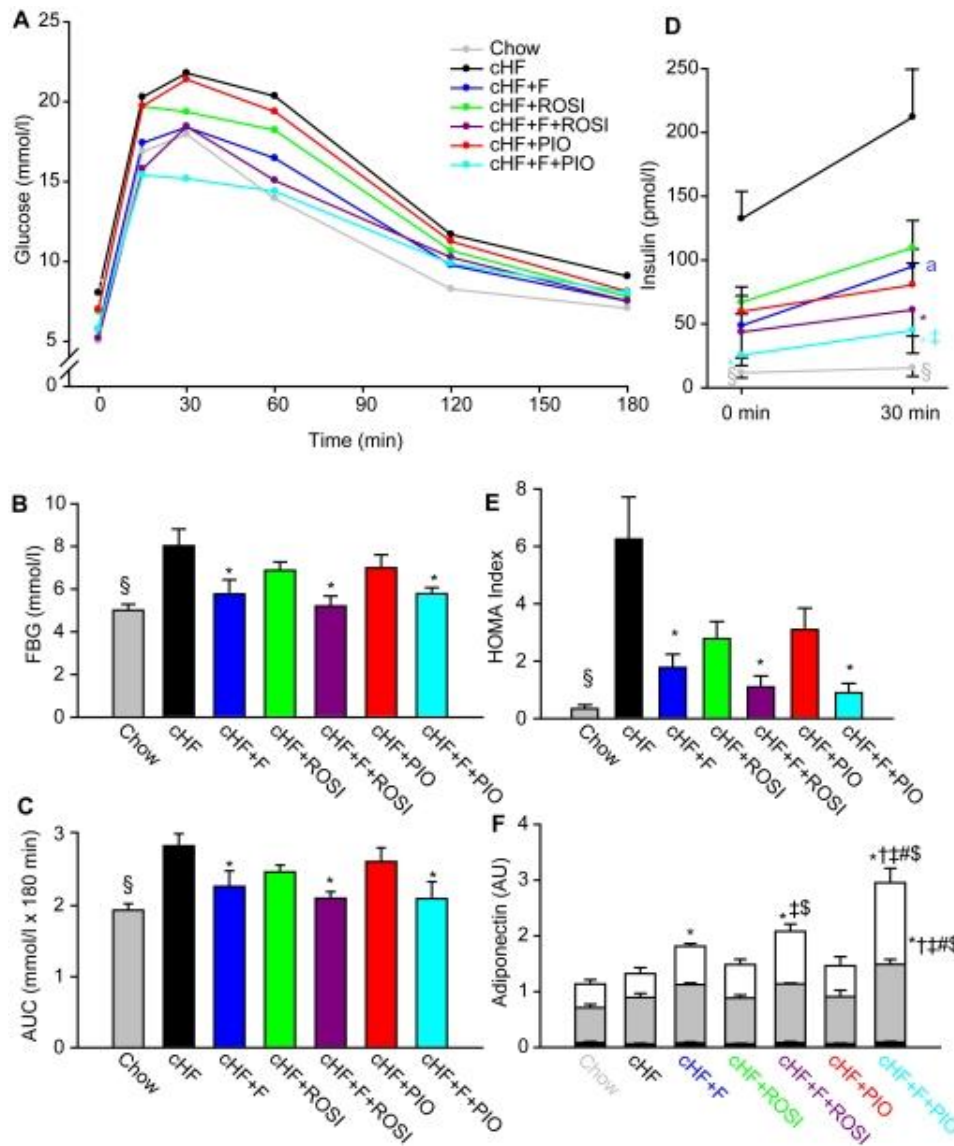 A
Glucose (mmol/l)
25
20
15
10
5
0
0 30 60 90 120 150 180
Time (min)
Chow
cHF
cHF+F
cHF+ROSI
cHF+F+ROSI
cHF+PIO
cHF+F+PIO
D
Insulin (pmol/l)
250
200
150
100
50
0
a
*
‡
§ §
0 min 30 min
B
FBG (mmol/l)
10
8
6
4
2
0
§ * * *
Chow cHF cHF+F cHF+ROSI cHF+F+ROSI cHF+PIO cHF+F+PIO
E
HOMA Index
8
6
4
2
0
§ * * *
Chow cHF cHF+F cHF+ROSI cHF+F+ROSI cHF+PIO cHF+F+PIO
C
AUC (mmol/l x 180 min)
3
2
1
0
§ * * *
Chow cHF cHF+F cHF+ROSI cHF+F+ROSI cHF+PIO cHF+F+PIO
F
Adiponectin (AU)
4
3
2
1
0
* *‡$ *†‡#$
*†‡#$
Chow cHF cHF+F cHF+ROSI cHF+F+ROSI cHF+PIO cHF+F+PIO